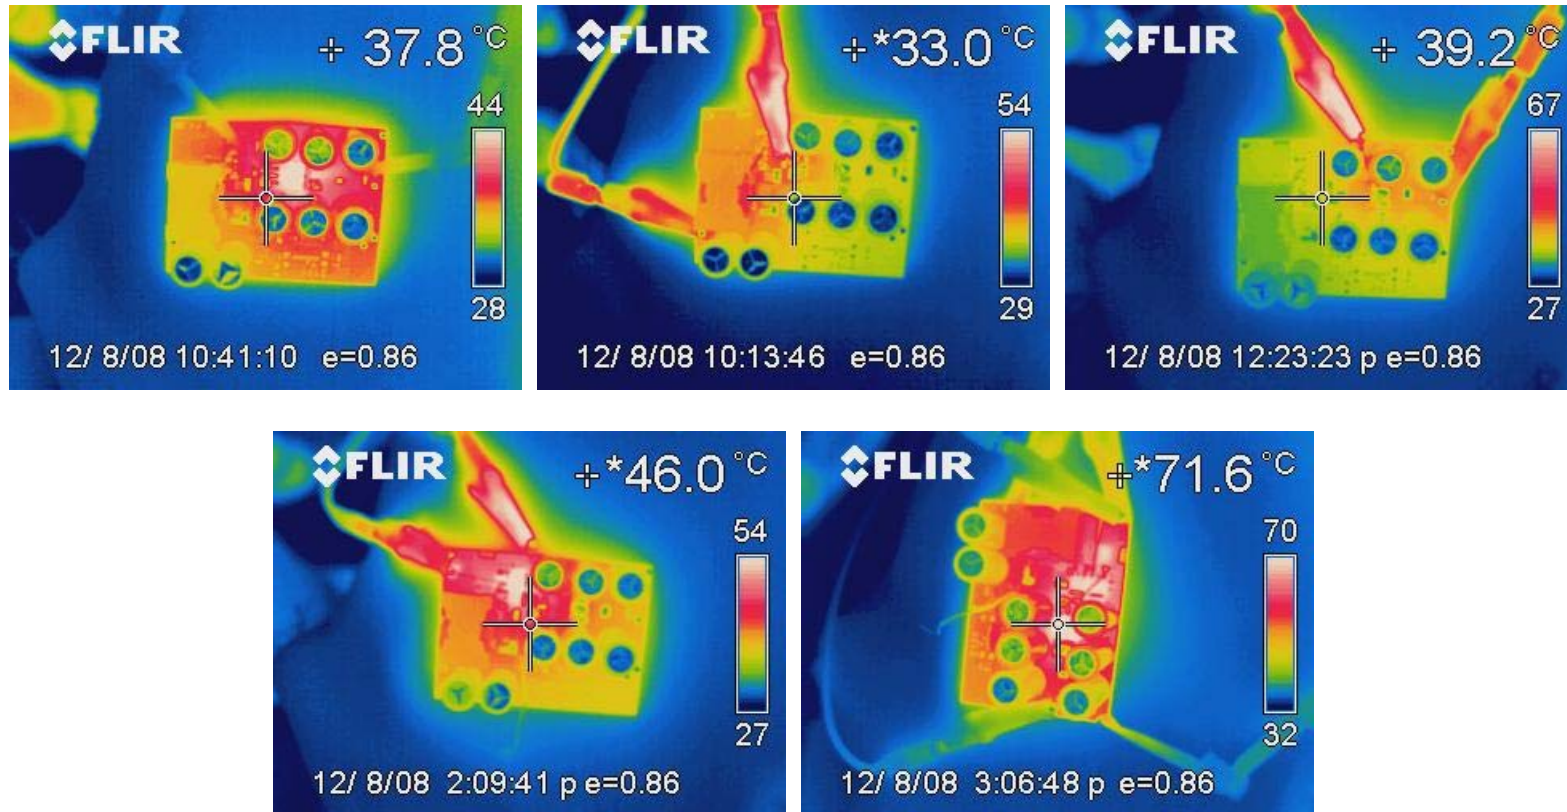 FLIR + 37.8 °C
44
28
12/ 8/08 10:41:10 e=0.86
FLIR +*33.0 °C
54
29
12/ 8/08 10:13:46 e=0.86
FLIR + 39.2 °C
67
27
12/ 8/08 12:23:23 p e=0.86
FLIR +*46.0 °C
54
27
12/ 8/08 2:09:41 p e=0.86
FLIR +*71.6 °C
70
32
12/ 8/08 3:06:48 p e=0.86